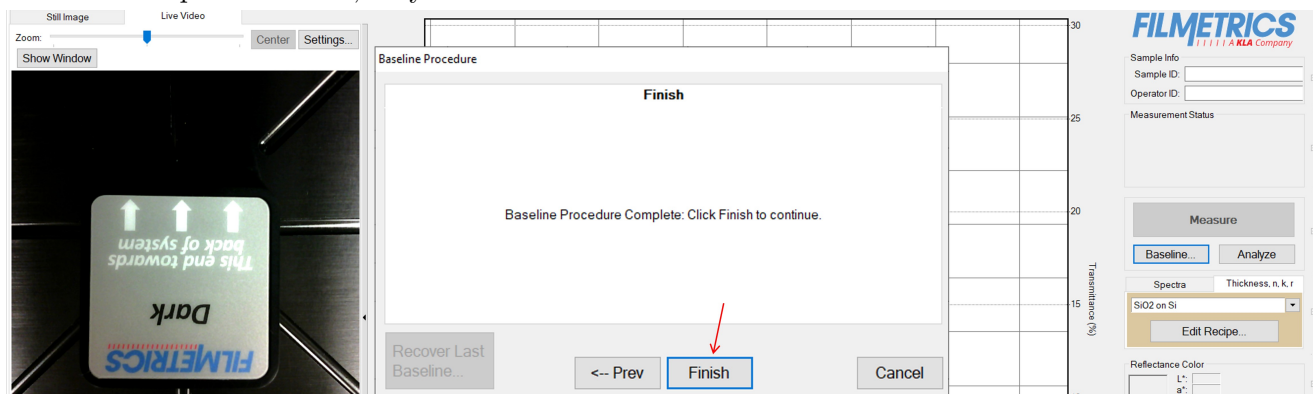 Still Image
Live Video
Zoom:
Center
Settings...
Show Window
This end towards
back of system
Dark
FILMETRICS
Baseline Procedure
Finish
Baseline Procedure Complete: Click Finish to continue.
Recover Last
Baseline...
<-- Prev
Finish
Cancel
30
25
20
15
Transmittance (%)
FILMETRICS
A KLA Company
Sample Info
Sample ID:
Operator ID:
Measurement Status
Measure
Baseline...
Analyze
Spectra
Thickness, n, k, r
SiO2 on Si
Edit Recipe...
Reflectance Color
L*:
a*: